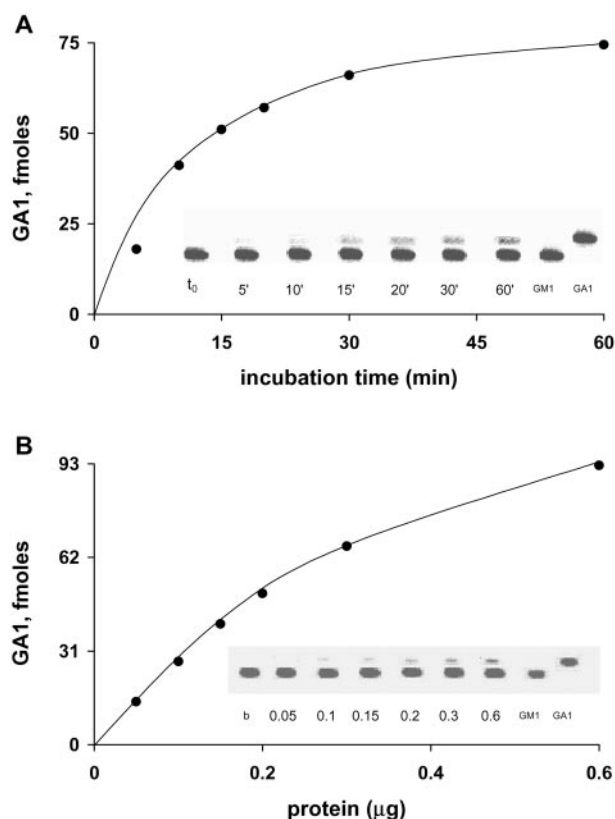 A
75
50
25
0
GA1, fmoles
t0 5' 10' 15' 20' 30' 60' GM1 GA1
0 15 30 45 60
incubation time (min)
B
93
62
31
0
GA1, fmoles
b 0.05 0.1 0.15 0.2 0.3 0.6 GM1 GA1
0 0.2 0.4 0.6
protein (μg)